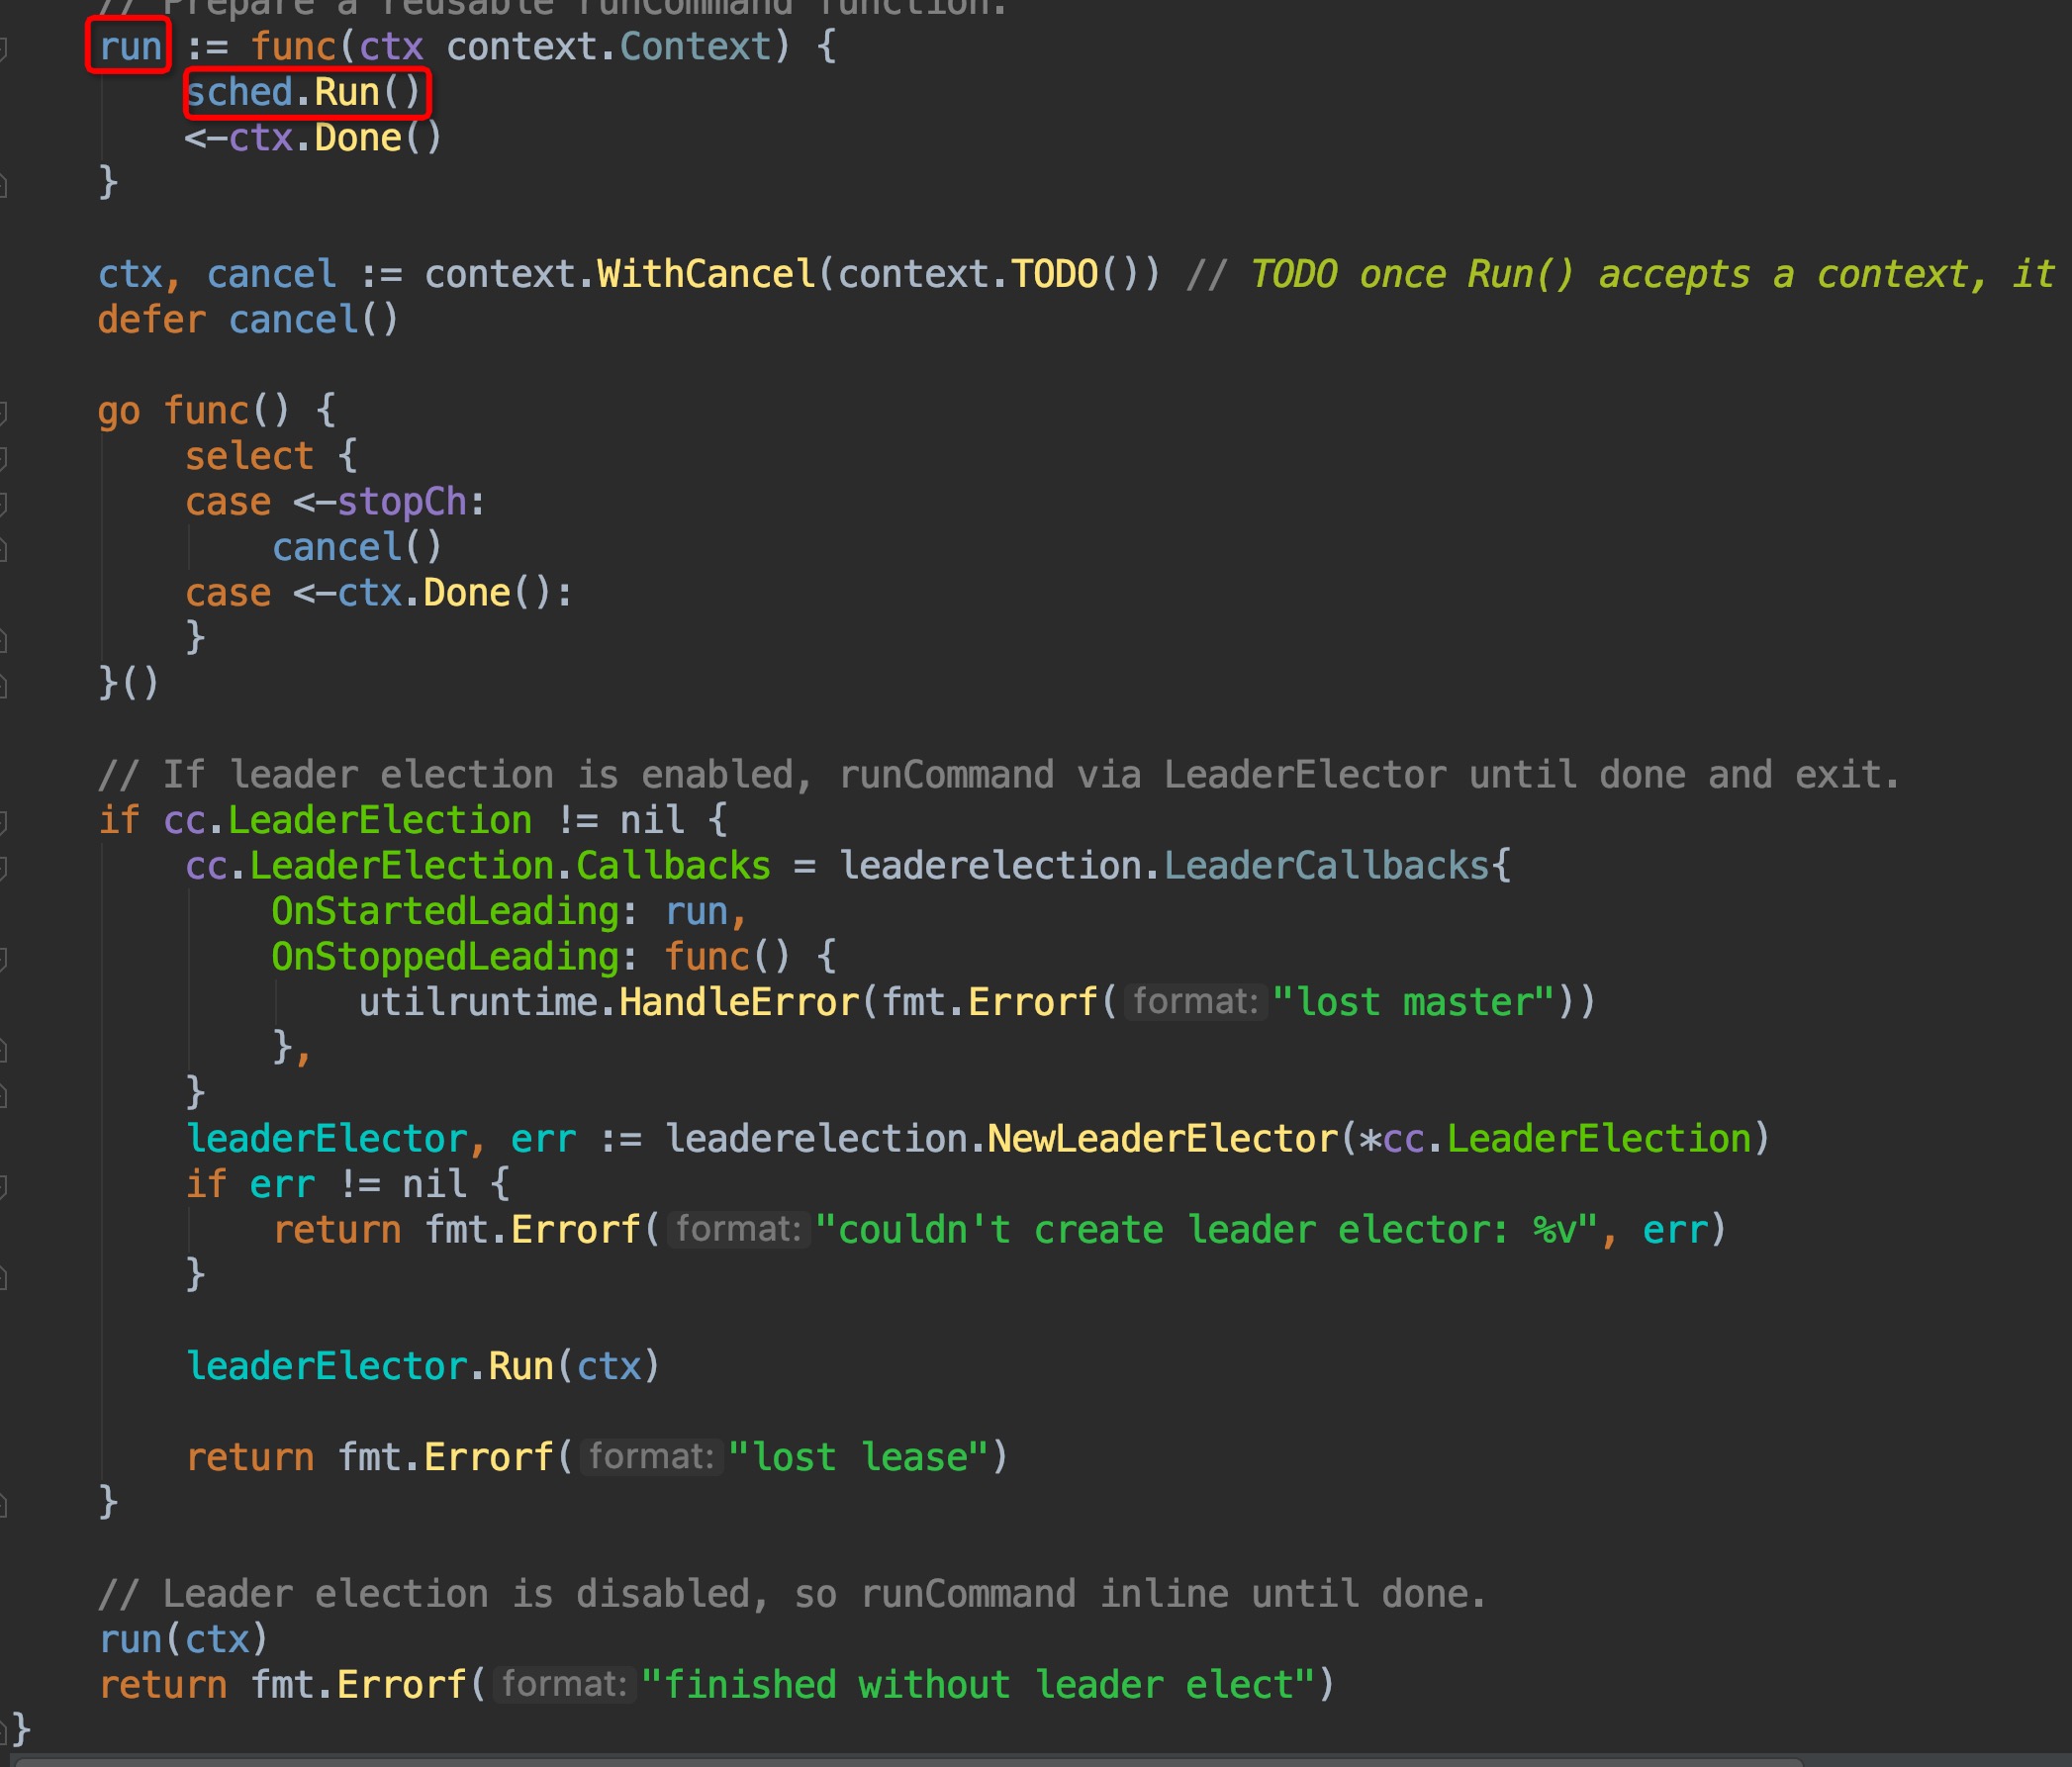 // Prepare a reusable runCommand function.
run := func(ctx context.Context) {
sched.Run()
<-ctx.Done()
}
ctx, cancel := context.WithCancel(context.TODO()) // TODO once Run() accepts a context, it
defer cancel()
go func() {
select {
case <-stopCh:
cancel()
case <-ctx.Done():
}
}()
// If leader election is enabled, runCommand via LeaderElector until done and exit.
if cc.LeaderElection != nil {
cc.LeaderElection.Callbacks = leaderelection.LeaderCallbacks{
OnStartedLeading: run,
OnStoppedLeading: func() {
utilruntime.HandleError(fmt.Errorf( format: "lost master"))
},
}
leaderElector, err := leaderelection.NewLeaderElector(*cc.LeaderElection)
if err != nil {
return fmt.Errorf( format: "couldn't create leader elector: %v", err)
}
leaderElector.Run(ctx)
return fmt.Errorf( format: "lost lease")
}
// Leader election is disabled, so runCommand inline until done.
run(ctx)
return fmt.Errorf( format: "finished without leader elect")
}